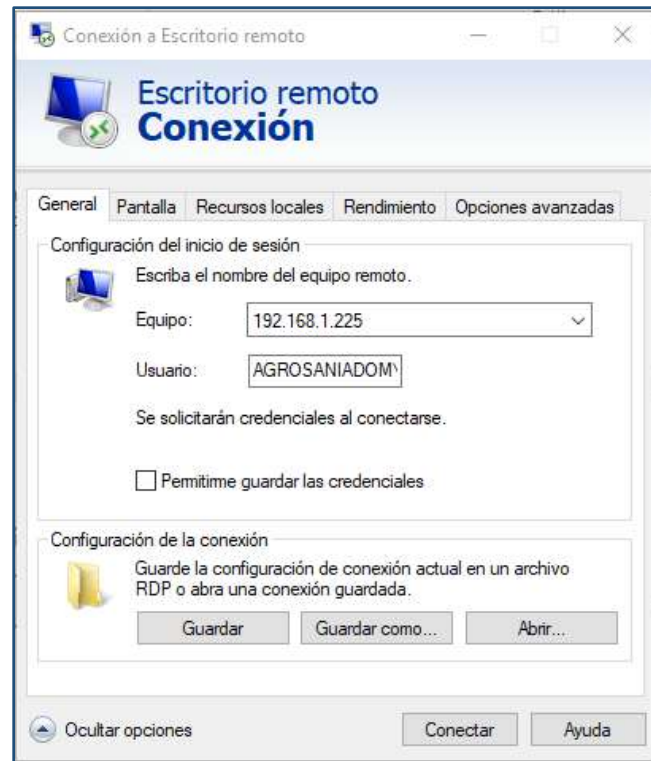 Conexión a Escritorio remoto
Escritorio remoto
Conexión
General Pantalla Recursos locales Rendimiento Opciones avanzadas
Configuración del inicio de sesión
Escriba el nombre del equipo remoto.
Equipo: 192.168.1.225
Usuario: AGROSANIADOM\
Se solicitarán credenciales al conectarse.
Permitirme guardar las credenciales
Configuración de la conexión
Guarde la configuración de conexión actual en un archivo
RDP o abra una conexión guardada.
Guardar Guardar como... Abrir...
Ocultar opciones Conectar Ayuda